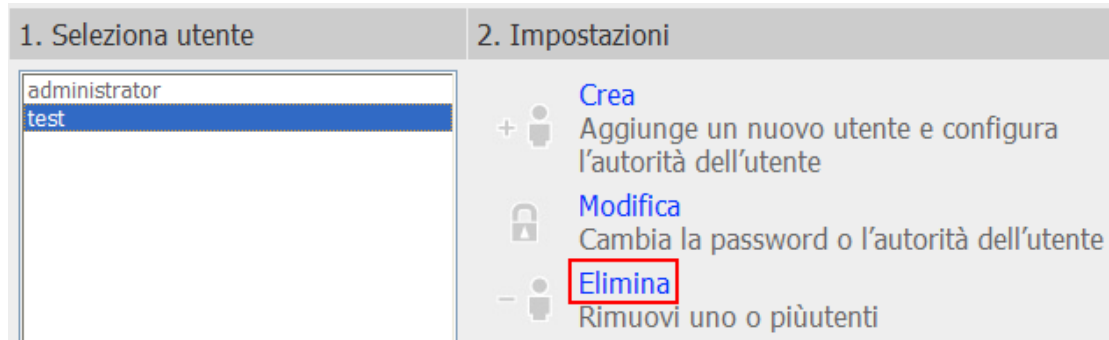 1. Seleziona utente
2. Impostazioni
administrator
test
Crea
Aggiunge un nuovo utente e configura
l'autorità dell'utente
Modifica
Cambia la password o l'autorità dell'utente
Elimina
Rimuovi uno o piùutenti